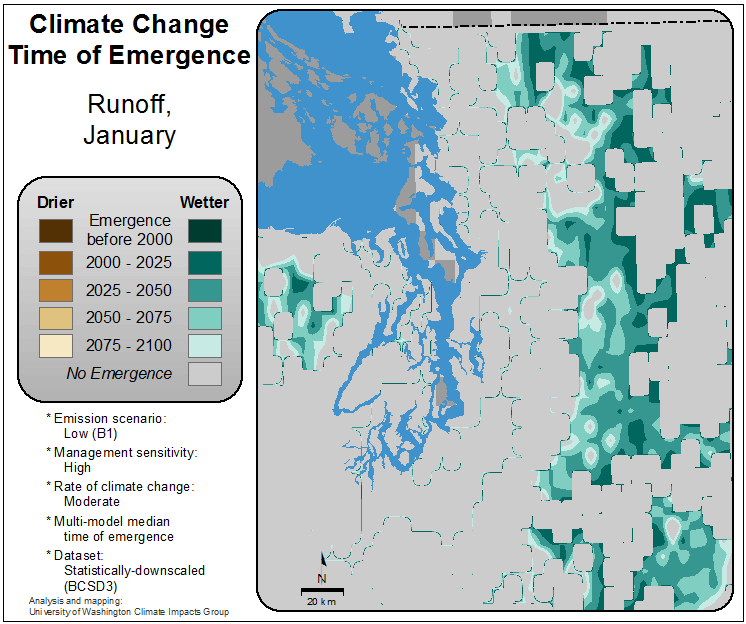 Climate Change
Time of Emergence
Runoff,
January
Drier Wetter
Emergence
before 2000
2000 - 2025
2025 - 2050
2050 - 2075
2075 - 2100
No Emergence
* Emission scenario:
Low (B1)
* Management sensitivity:
High
* Rate of climate change:
Moderate
* Multi-model median
time of emergence
* Dataset:
Statistically-downscaled
(BCSD3)
Analysis and mapping:
University of Washington Climate Impacts Group
N
20 km